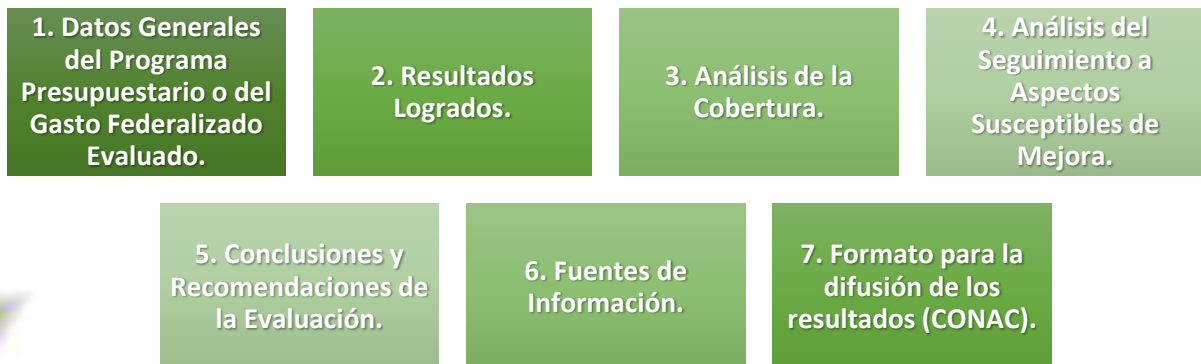 1. Datos Generales
del Programa
Presupuestario o del
Gasto Federalizado
Evaluado.
2. Resultados
Logrados.
3. Análisis de la
Cobertura.
4. Análisis del
Seguimiento a
Aspectos
Susceptibles de
Mejora.
5. Conclusiones y
Recomendaciones de
la Evaluación.
6. Fuentes de
Información.
7. Formato para la
difusión de los
resultados (CONAC).